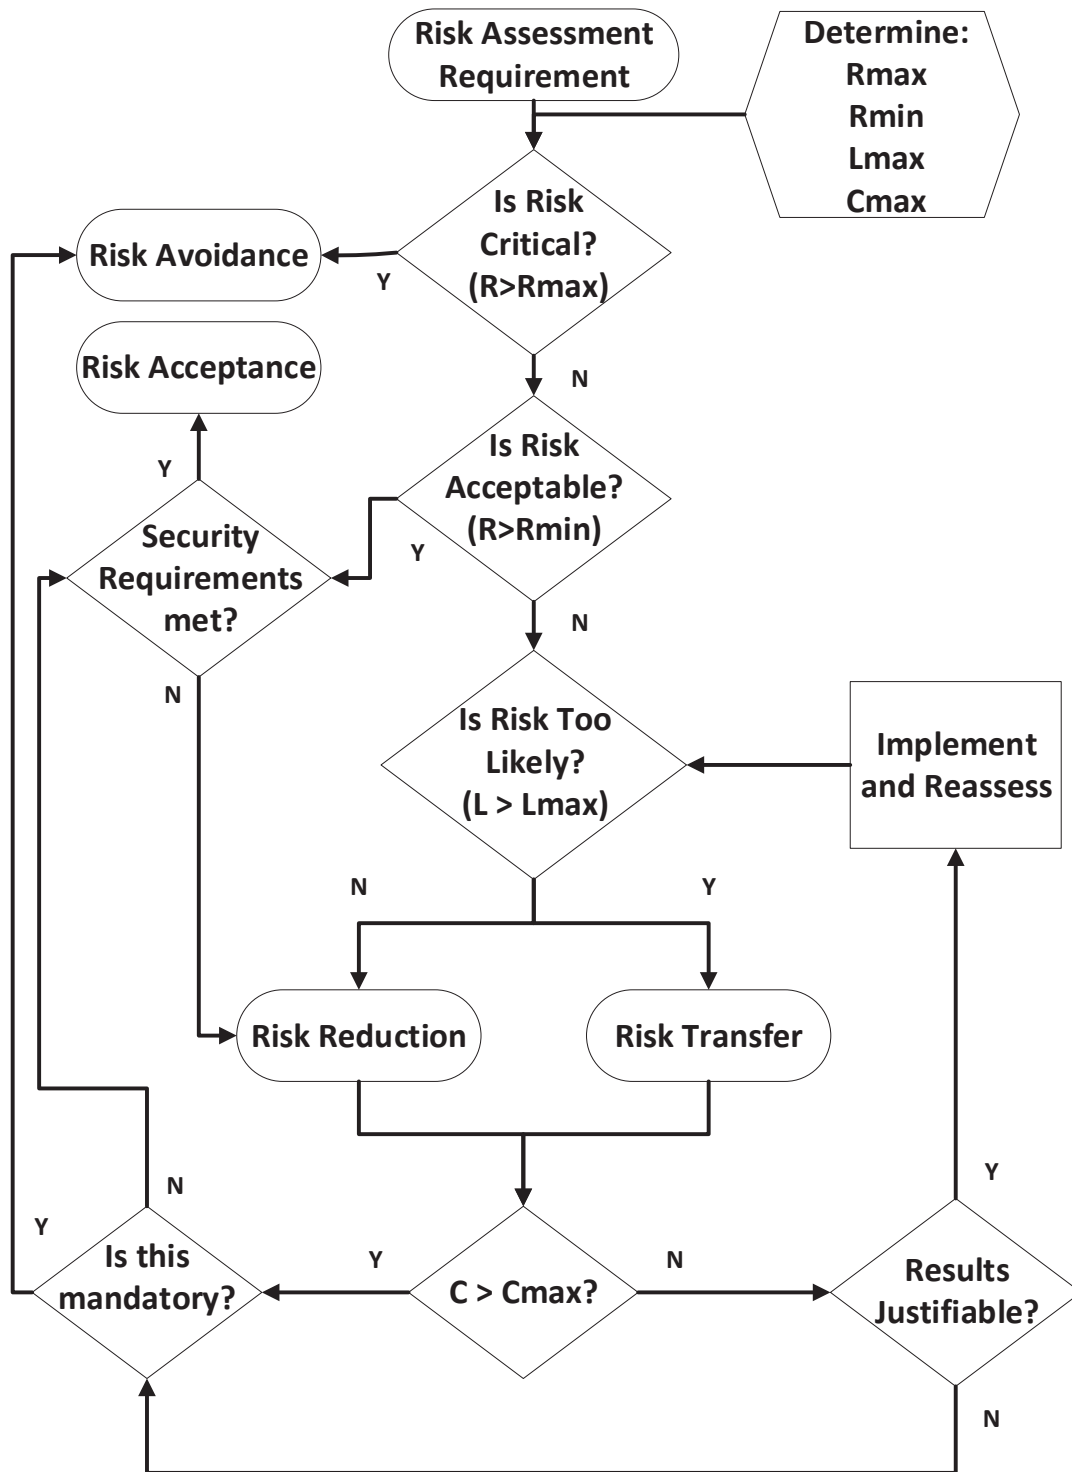 Risk Assessment
Requirement
Determine:
Rmax
Rmin
Lmax
Cmax
Is Risk
Critical?
(R>Rmax)
Risk Avoidance
Y
N
Risk Acceptance
Is Risk
Acceptable?
(R>Rmin)
Y
Y
N
Security
Requirements
met?
N
Is Risk Too
Likely?
(L > Lmax)
Implement
and Reassess
N
Y
Risk Reduction
Risk Transfer
Y
N
Y
Is this
mandatory?
Y
C > Cmax?
N
Results
Justifiable?
N